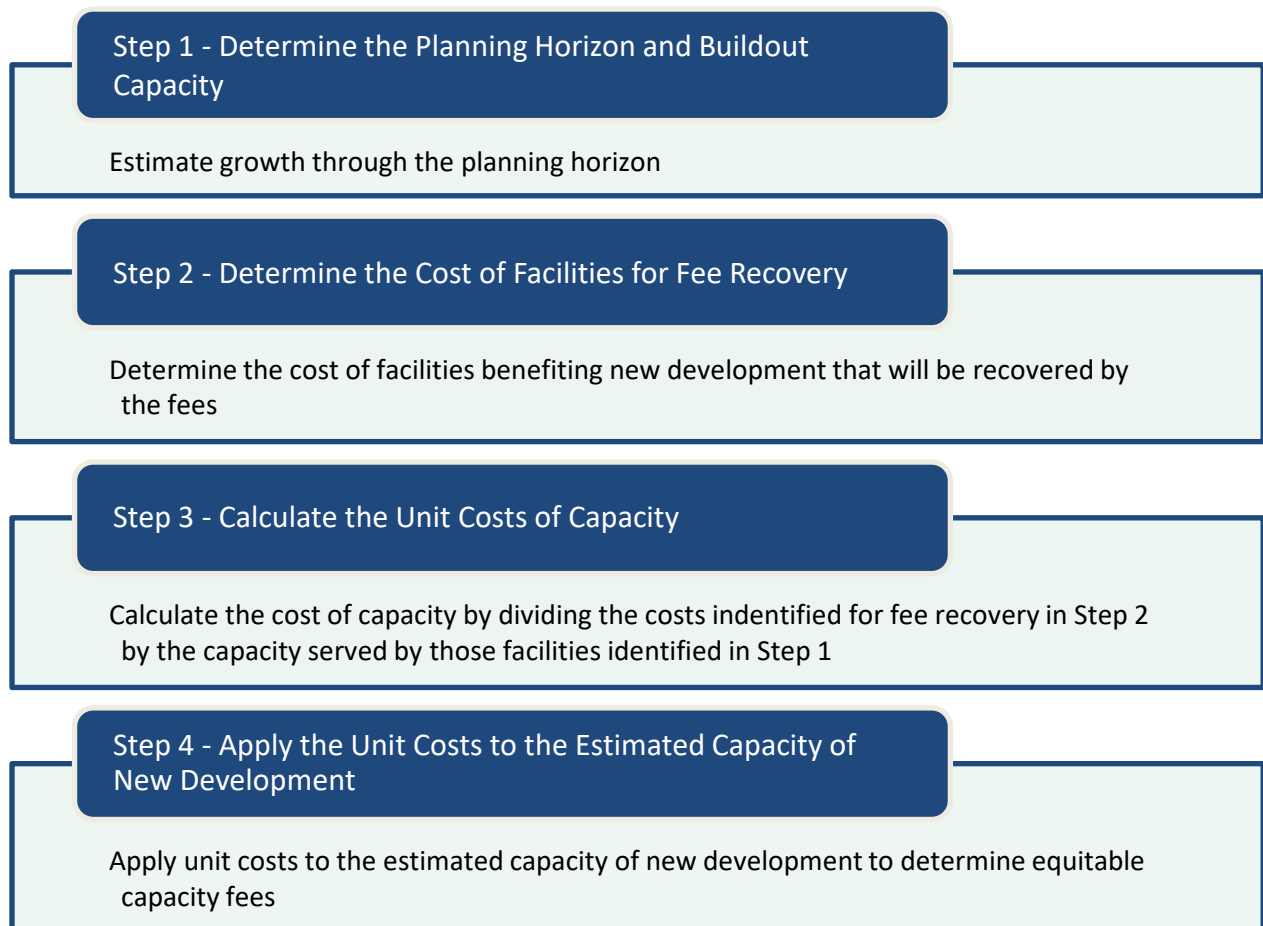 Step 1 - Determine the Planning Horizon and Buildout
Capacity
Estimate growth through the planning horizon
Step 2 - Determine the Cost of Facilities for Fee Recovery
Determine the cost of facilities benefiting new development that will be recovered by
the fees
Step 3 - Calculate the Unit Costs of Capacity
Calculate the cost of capacity by dividing the costs indentified for fee recovery in Step 2
by the capacity served by those facilities identified in Step 1
Step 4 - Apply the Unit Costs to the Estimated Capacity of
New Development
Apply unit costs to the estimated capacity of new development to determine equitable
capacity fees